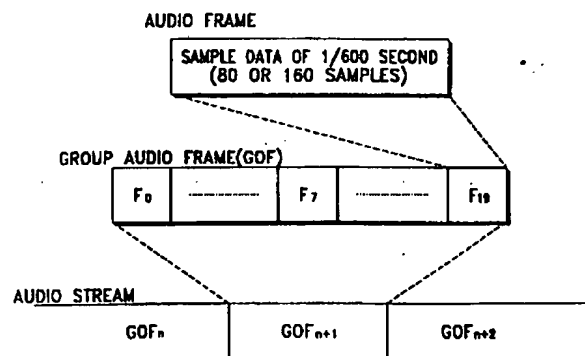 AUDIO FRAME
SAMPLE DATA OF 1/600 SECOND
(80 OR 160 SAMPLES)
GROUP AUDIO FRAME(GOF)
F0 F7 F19
AUDIO STREAM
GOFn GOFn+1 GOFn+2